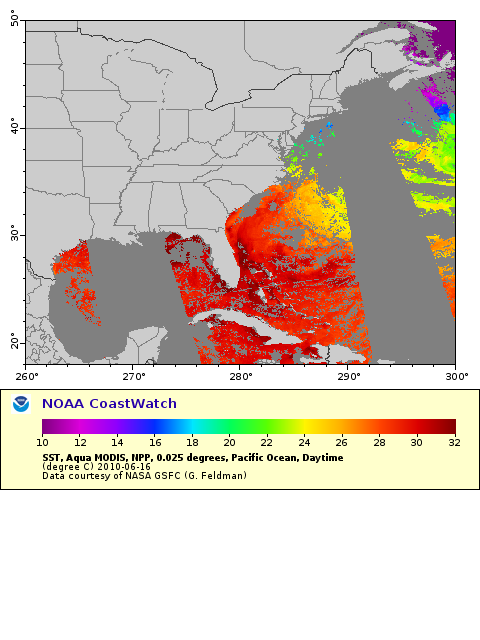 50°
40°
30°
20°
260° 270° 280° 290° 300°
NOAA CoastWatch
10 12 14 16 18 20 22 24 26 28 30 32
SST, Aqua MODIS, NPP, 0.025 degrees, Pacific Ocean, Daytime
(degree C) 2010-06-16
Data courtesy of NASA GSFC (G. Feldman)